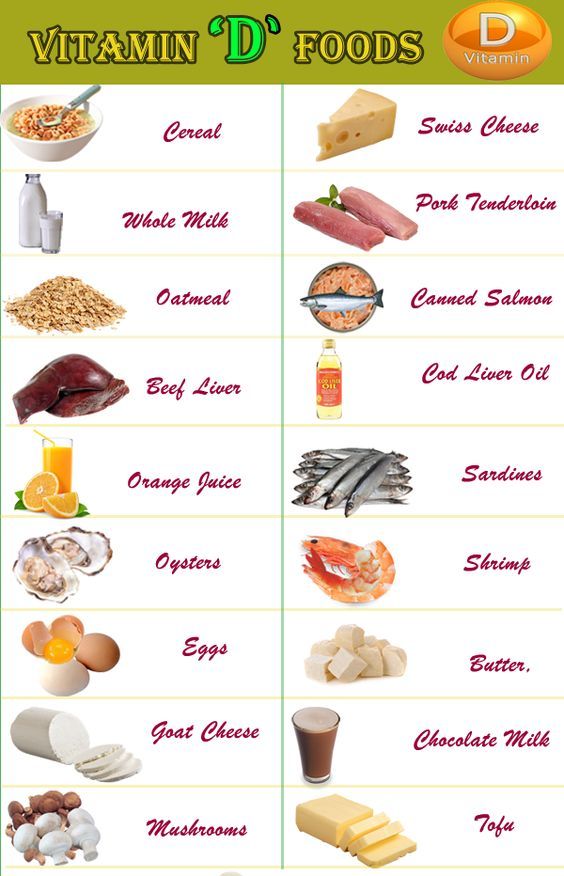 VITAMIN ‘D’ FOODS
D
Vitamin
Cereal
Swiss Cheese
Whole Milk
Pork Tenderloin
Oatmeal
Canned Salmon
Beef Liver
COD LIVER
OIL
Cod Liver Oil
Orange Juice
Sardines
Oysters
Shrimp
Eggs
Butter,
Goat Cheese
Chocolate Milk
Mushrooms
Tofu